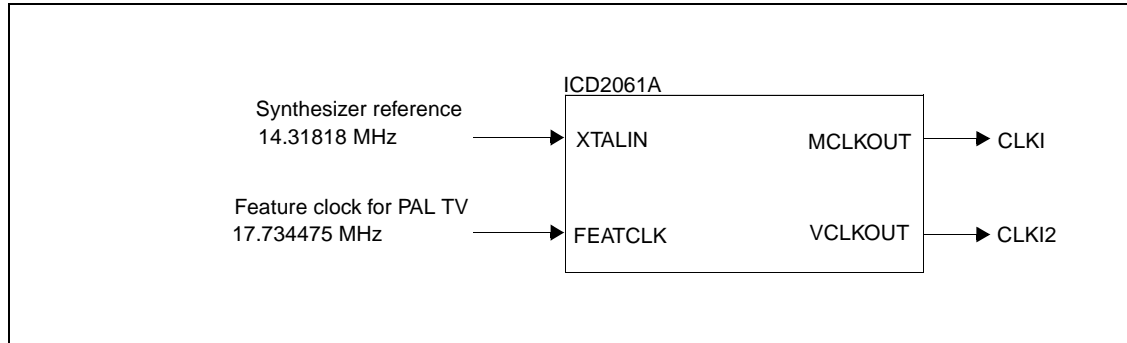 ICD2061A
Synthesizer reference
14.31818 MHz
XTALIN
MCLKOUT
CLKI
Feature clock for PAL TV
17.734475 MHz
FEATCLK
VCLKOUT
CLKI2